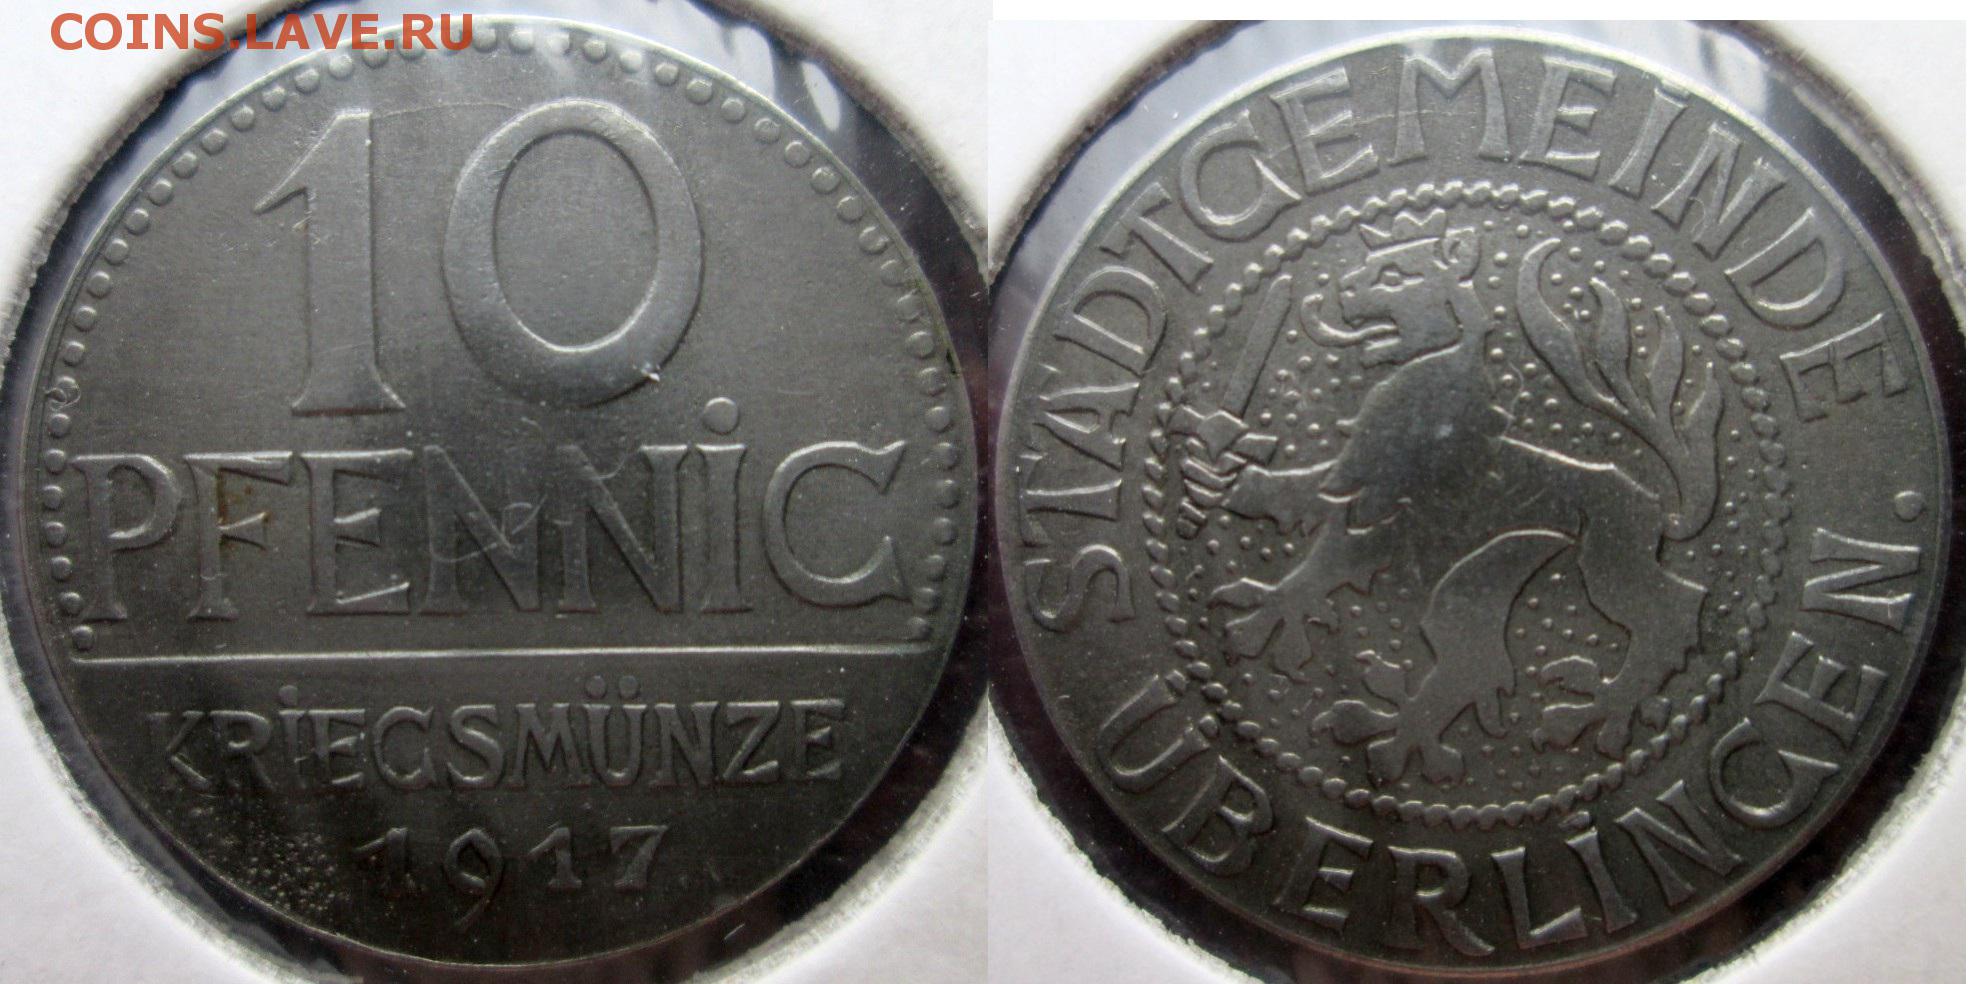 COINS.LAVE.RU
10
PFENNIG
KRIEGSMÜNZE
1917
STADTGEMEINDE
ÜBERLINGEN.